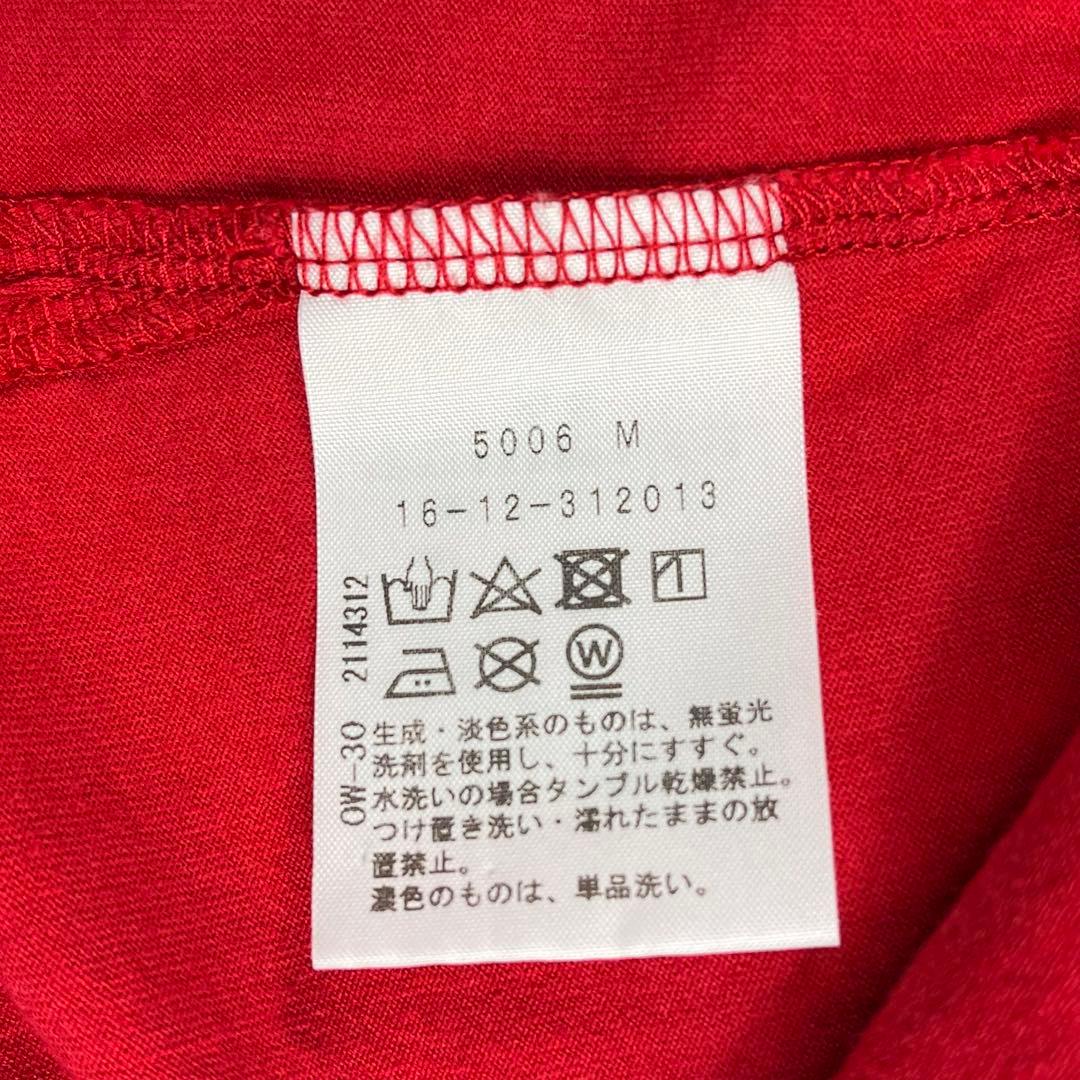 5006 M
16-12-312013
W
生成・淡色系のものは、無蛍光
洗剤を使用し、十分にすすぐ。
水洗いの場合タンブル乾燥禁止。
つけ置き洗い・濡れたままの放
置禁止。
濃色のものは、単品洗い。
OW-30 2114312